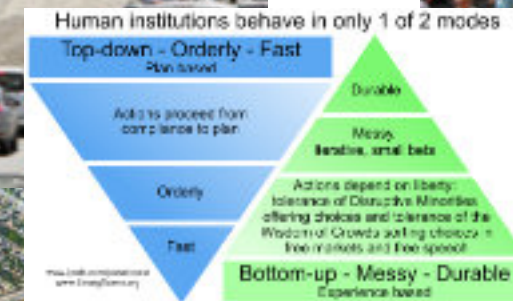 Human institutions behave in only 1 of 2 modes
Top-down - Orderly - Fast
Plan based
Actions proceed from
compliance to plan
Orderly
Fast
Durable
Messy
Iterative, small bets
Actions depend on liberty:
tolerance of Disruptive Minorities
offering choices and tolerance of the
Wisdom of Crowds sorting choices in
free markets and free speech
Bottom-up - Messy - Durable
Experience based